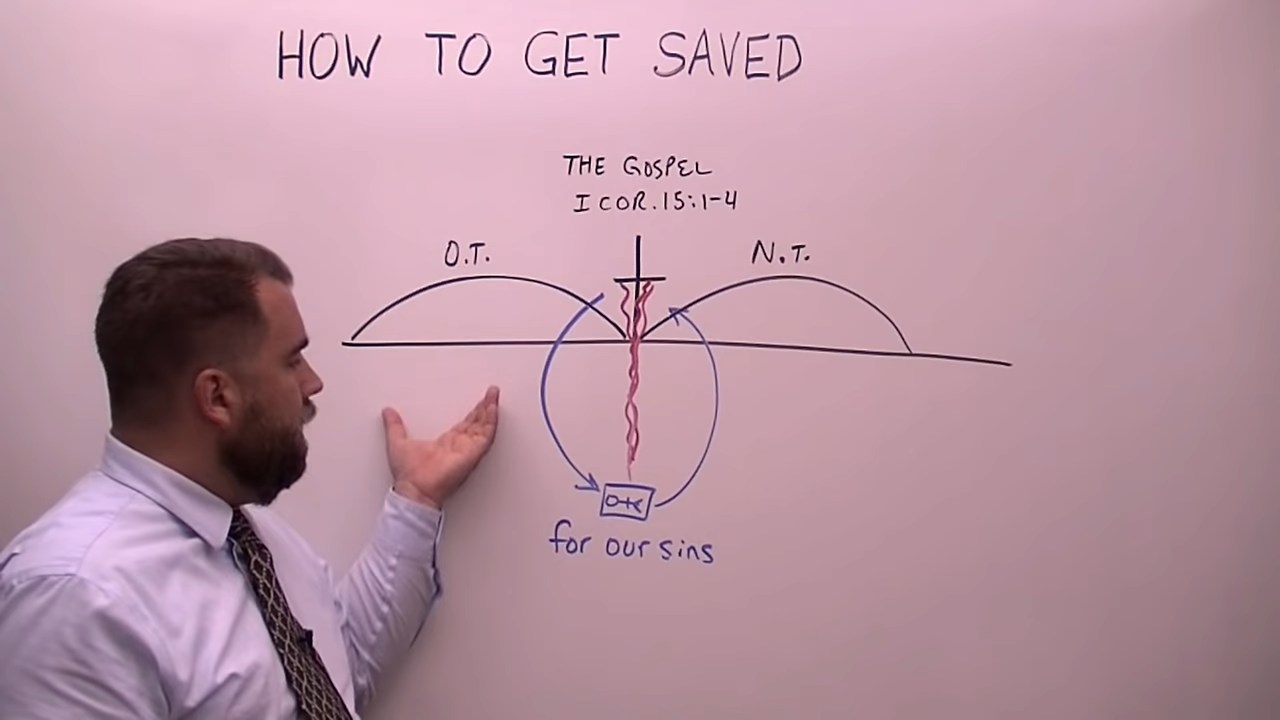 HOW TO GET SAVED
THE GOSPEL
I COR. 15:1-4
O.T.
N.T.
for our sins